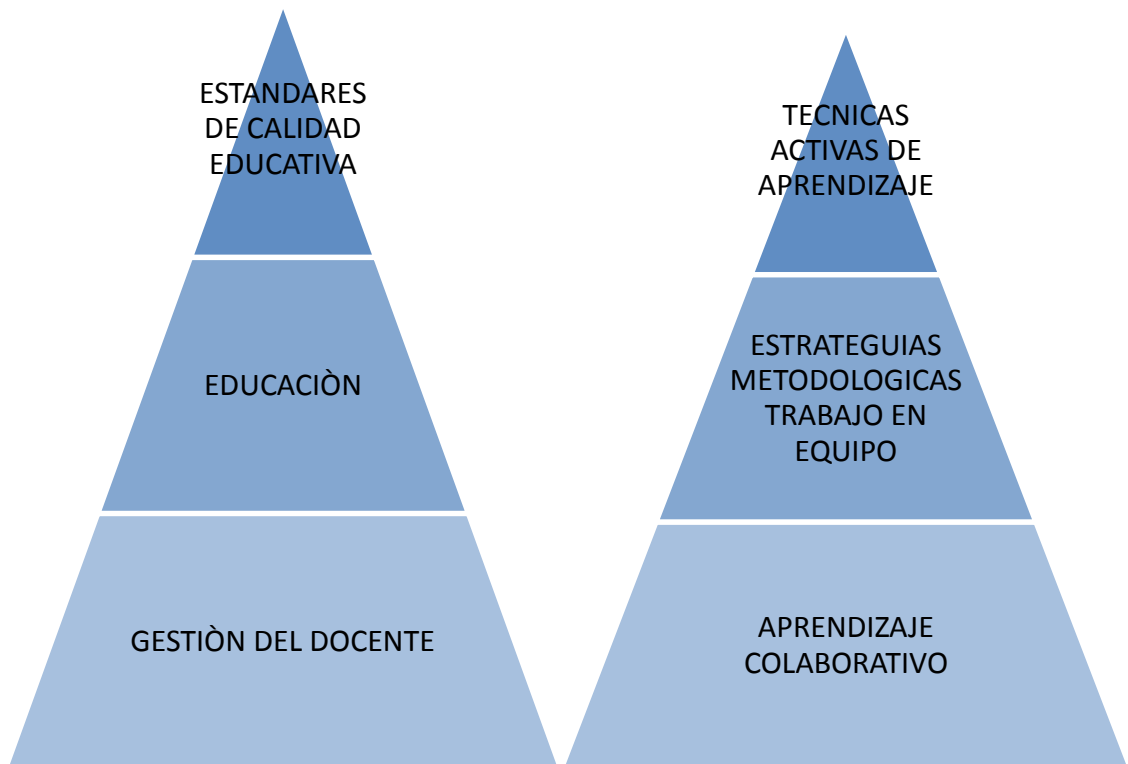 ESTANDARES
DE CALIDAD
EDUCATIVA
EDUCACIÒN
GESTIÒN DEL DOCENTE
TECNICAS
ACTIVAS DE
APRENDIZAJE
ESTRATEGUIAS
METODOLOGICAS
TRABAJO EN
EQUIPO
APRENDIZAJE
COLABORATIVO